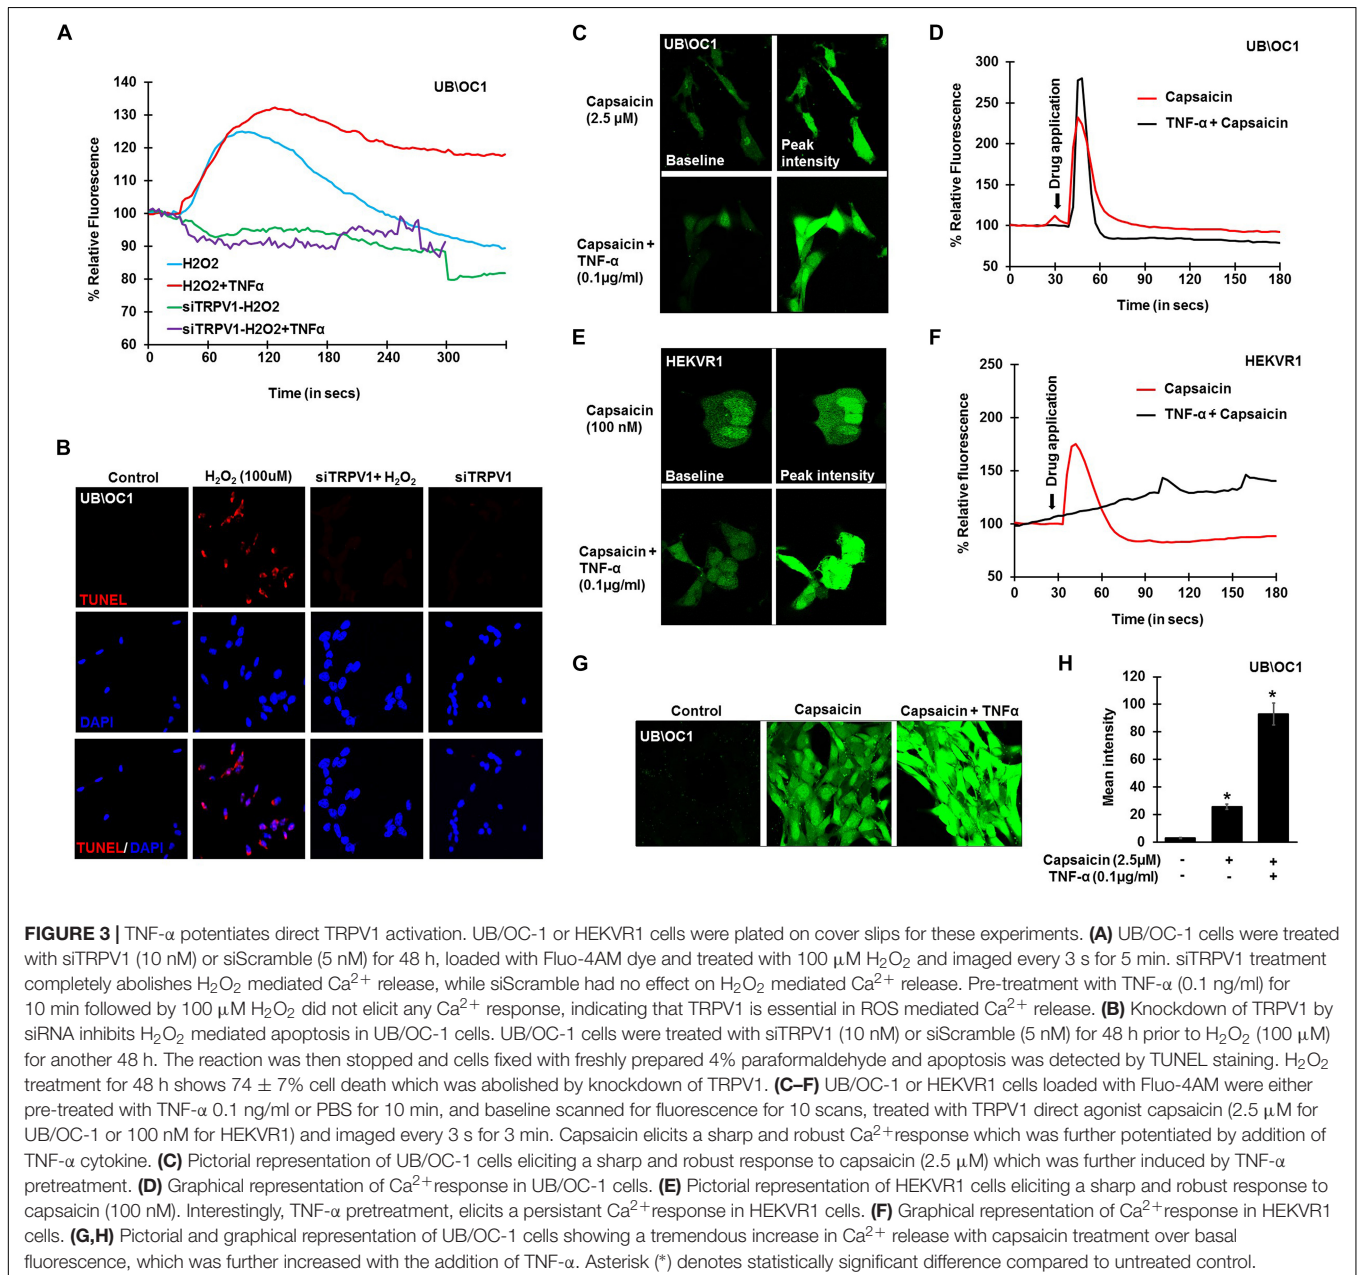 A
UB\OC1
140
130
120
110
100
90
80
70
60
% Relative Fluorescence
H2O2
H2O2+TNFα
siTRPV1-H2O2
siTRPV1-H2O2+TNFα
0 60 120 180 240 300
Time (in secs)
B
Control H₂O₂ (100uM) siTRPV1+ H₂O₂ siTRPV1
UB\OC1
TUNEL
DAPI
TUNEL/ DAPI
C
UB\OC1
Capsaicin
(2.5 µM)
Baseline
Peak
intensity
Capsaicin +
TNF-α
(0.1µg/ml)
D
UB\OC1
300
250
200
150
100
50
% Relative Fluorescence
Drug application
Capsaicin
TNF-α + Capsaicin
0 30 60 90 120 150 180
Time (in secs)
E
HEKVR1
Capsaicin
(100 nM)
Baseline
Peak intensity
Capsaicin +
TNF-α
(0.1µg/ml)
F
HEKVR1
250
200
150
100
50
% Relative fluorescence
Drug application
Capsaicin
TNF-α + Capsaicin
0 30 60 90 120 150 180
Time (in secs)
G
Control Capsaicin Capsaicin + TNFα
UB\OC1
H
UB\OC1
120
100
80
60
40
20
0
Mean intensity
* *
Capsaicin (2.5µM) - + +
TNF-α (0.1µg/ml) - - +
FIGURE 3 | TNF-α potentiates direct TRPV1 activation. UB/OC-1 or HEKVR1 cells were plated on cover slips for these experiments. (A) UB/OC-1 cells were treated
with siTRPV1 (10 nM) or siScramble (5 nM) for 48 h, loaded with Fluo-4AM dye and treated with 100 µM H₂O₂ and imaged every 3 s for 5 min. siTRPV1 treatment
completely abolishes H₂O₂ mediated Ca²⁺ release, while siScramble had no effect on H₂O₂ mediated Ca²⁺ release. Pre-treatment with TNF-α (0.1 ng/ml) for
10 min followed by 100 µM H₂O₂ did not elicit any Ca²⁺ response, indicating that TRPV1 is essential in ROS mediated Ca²⁺ release. (B) Knockdown of TRPV1 by
siRNA inhibits H₂O₂ mediated apoptosis in UB/OC-1 cells. UB/OC-1 cells were treated with siTRPV1 (10 nM) or siScramble (5 nM) for 48 h prior to H₂O₂ (100 µM)
for another 48 h. The reaction was then stopped and cells fixed with freshly prepared 4% paraformaldehyde and apoptosis was detected by TUNEL staining. H₂O₂
treatment for 48 h shows 74 ± 7% cell death which was abolished by knockdown of TRPV1. (C–F) UB/OC-1 or HEKVR1 cells loaded with Fluo-4AM were either
pre-treated with TNF-α 0.1 ng/ml or PBS for 10 min, and baseline scanned for fluorescence for 10 scans, treated with TRPV1 direct agonist capsaicin (2.5 µM for
UB/OC-1 or 100 nM for HEKVR1) and imaged every 3 s for 3 min. Capsaicin elicits a sharp and robust Ca²⁺response which was further potentiated by addition of
TNF-α cytokine. (C) Pictorial representation of UB/OC-1 cells eliciting a sharp and robust response to capsaicin (2.5 µM) which was further induced by TNF-α
pretreatment. (D) Graphical representation of Ca²⁺response in UB/OC-1 cells. (E) Pictorial representation of HEKVR1 cells eliciting a sharp and robust response to
capsaicin (100 nM). Interestingly, TNF-α pretreatment, elicits a persistant Ca²⁺response in HEKVR1 cells. (F) Graphical representation of Ca²⁺response in HEKVR1
cells. (G,H) Pictorial and graphical representation of UB/OC-1 cells showing a tremendous increase in Ca²⁺ release with capsaicin treatment over basal
fluorescence, which was further increased with the addition of TNF-α. Asterisk (*) denotes statistically significant difference compared to untreated control.